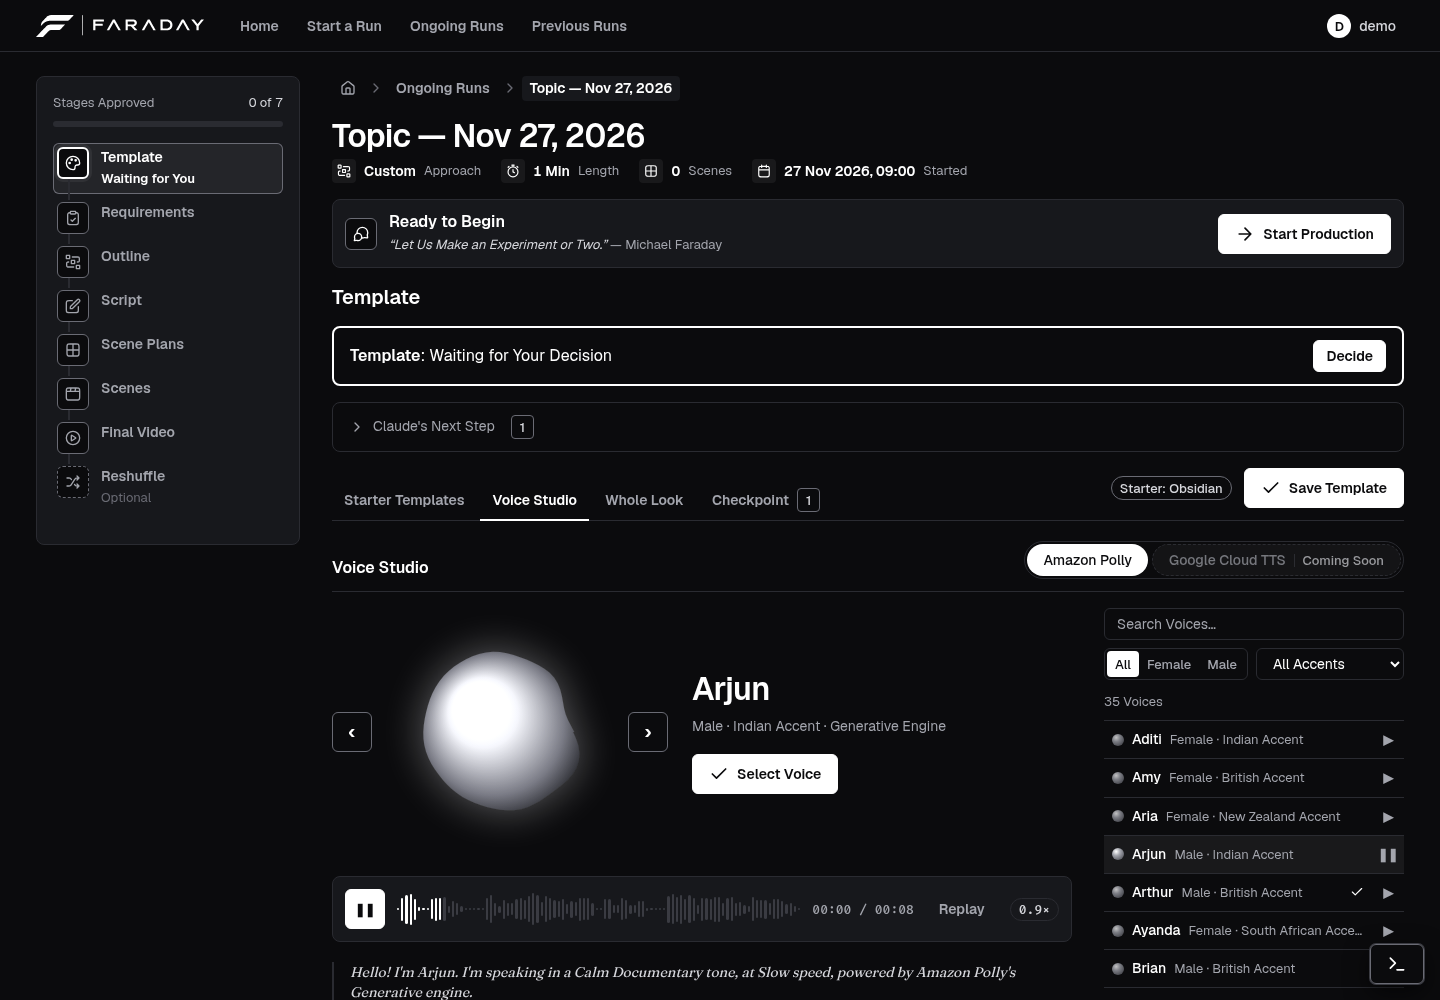 FARADAY
Home
Start a Run
Ongoing Runs
Previous Runs
D
demo
Stages Approved
0 of 7
Template
Waiting for You
Requirements
Outline
Script
Scene Plans
Scenes
Final Video
Reshuffle
Optional
Ongoing Runs
Topic — Nov 27, 2026
Topic — Nov 27, 2026
Custom Approach
1 Min Length
0 Scenes
27 Nov 2026, 09:00 Started
Ready to Begin
“Let Us Make an Experiment or Two.” — Michael Faraday
Start Production
Template
Template: Waiting for Your Decision
Decide
Claude's Next Step
1
Starter Templates
Voice Studio
Whole Look
Checkpoint
1
Starter: Obsidian
Save Template
Voice Studio
Amazon Polly
Google Cloud TTS
Coming Soon
Arjun
Male · Indian Accent · Generative Engine
Select Voice
00:00 / 00:08
Replay
0.9×
Hello! I'm Arjun. I'm speaking in a Calm Documentary tone, at Slow speed, powered by Amazon Polly's
Generative engine.
Search Voices...
All
Female
Male
All Accents
35 Voices
Aditi Female · Indian Accent
Amy Female · British Accent
Aria Female · New Zealand Accent
Arjun Male · Indian Accent
Arthur Male · British Accent
Ayanda Female · South African Acce...
Brian Male · British Accent